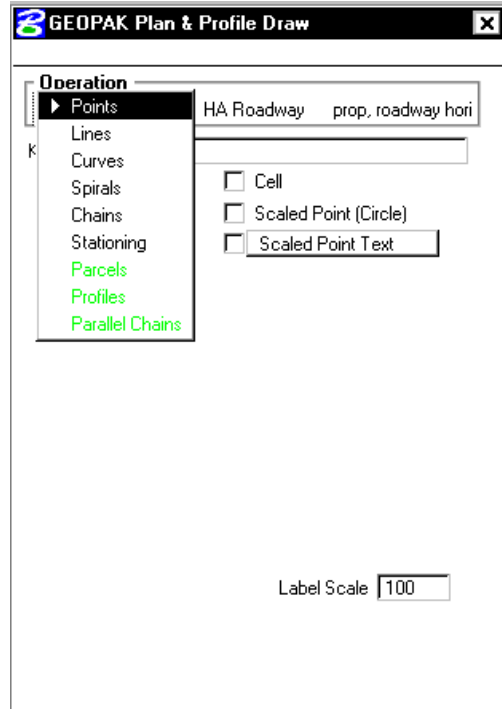 GEOPAK Plan & Profile Draw
Operation
Points
HA Roadway prop, roadway hori
K
Lines
Curves
Cell
Spirals
Chains
Scaled Point (Circle)
Stationing
Scaled Point Text
Parcels
Profiles
Parallel Chains
Label Scale 100